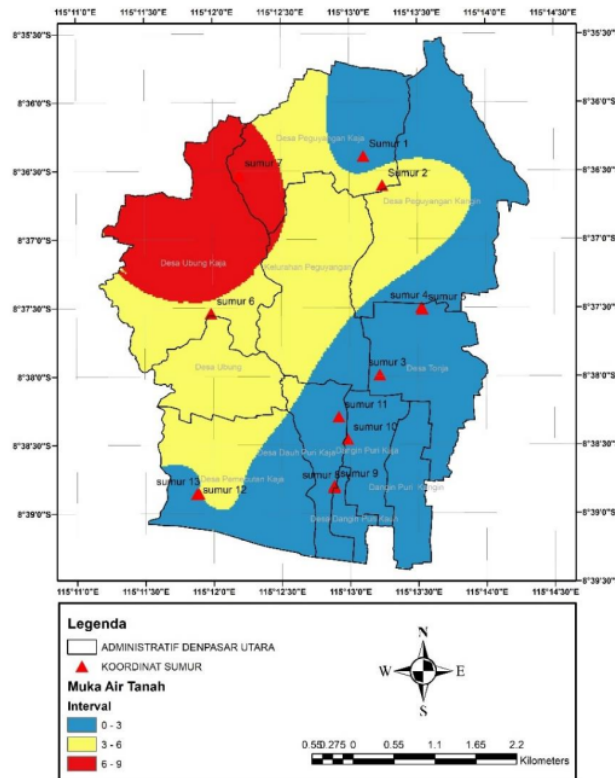 115°11'0"E 115°11'30"E 115°12'0"E 115°12'30"E 115°13'0"E 115°13'30"E 115°14'0"E 115°14'30"E
8°35'30"S 8°35'30"S
8°36'0"S 8°36'0"S
Desa Peguyangan Kaja
Sumur 1
8°36'30"S 8°36'30"S
sumur 7
Sumur 2
Desa Peguyangan Kangin
8°37'0"S 8°37'0"S
Desa Ubung Kaja
Kelurahan Peguyangan
8°37'30"S 8°37'30"S
sumur 6
sumur 4 sumur 5
Desa Ubung
sumur 3
Desa Tonja
8°38'0"S 8°38'0"S
sumur 11
sumur 10
8°38'30"S 8°38'30"S
Desa Dauh Puri Kaja
Dangin Puri Kaja
sumur 13
Desa Pemecutan Kaja
sumur 12
sumur 8 sumur 9
Dangin Puri Kangin
8°39'0"S 8°39'0"S
Desa Dangin Puri Kauh
8°39'30"S
115°11'0"E 115°11'30"E 115°12'0"E 115°12'30"E 115°13'0"E 115°13'30"E 115°14'0"E 115°14'30"E
Legenda
ADMINISTRATIF DENPASAR UTARA
KOORDINAT SUMUR
Muka Air Tanah
Interval
0 - 3
3 - 6
6 - 9
N
W E
S
0.55 0.275 0 0.55 1.1 1.65 2.2
Kilometers